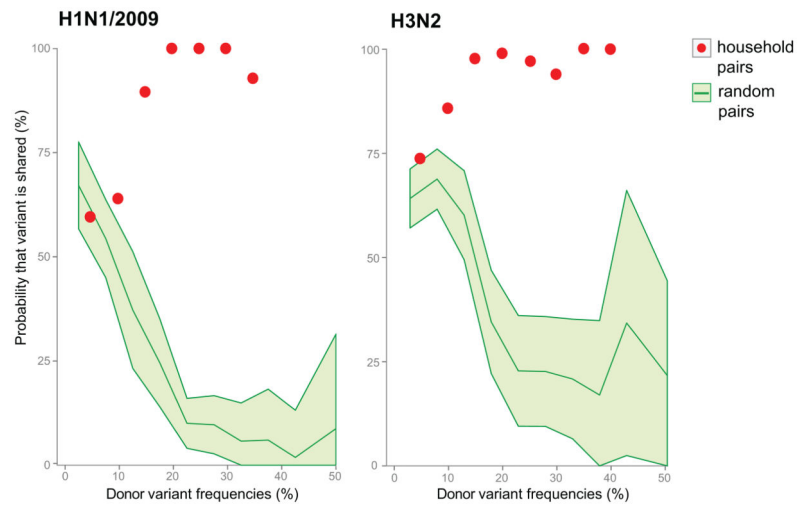 H1N1/2009
H3N2
household
pairs
random
pairs
Probability that variant is shared (%)
100
75
50
25
0
0 10 20 30 40 50
Donor variant frequencies (%)
100
75
50
25
0
0 10 20 30 40 50
Donor variant frequencies (%)